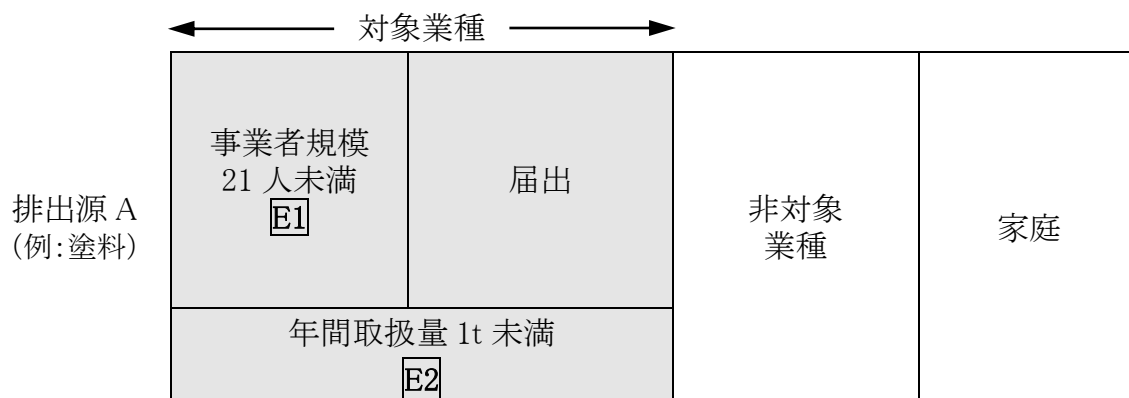 対象業種
事業者規模
21 人未満
E1
届出
排出源 A
(例:塗料)
非対象
業種
家庭
年間取扱量 1t 未満
E2